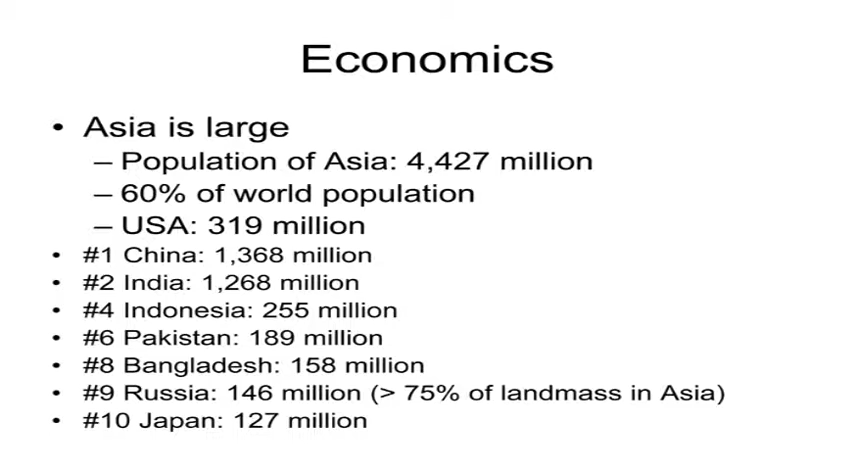 Economics
• Asia is large
– Population of Asia: 4,427 million
– 60% of world population
– USA: 319 million
• #1 China: 1,368 million
• #2 India: 1,268 million
• #4 Indonesia: 255 million
• #6 Pakistan: 189 million
• #8 Bangladesh: 158 million
• #9 Russia: 146 million (> 75% of landmass in Asia)
• #10 Japan: 127 million